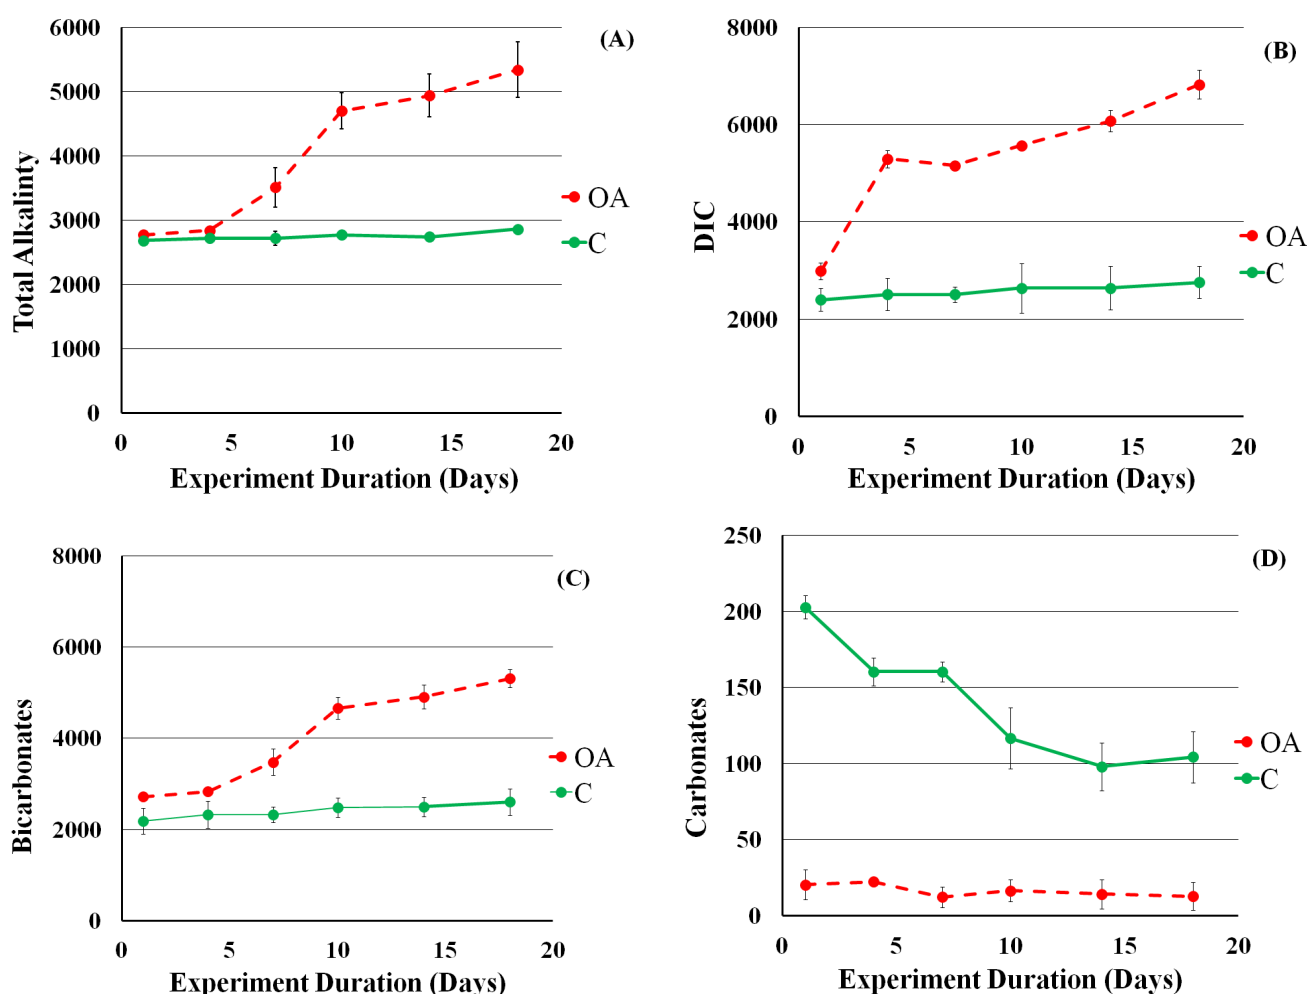 (A)
6000
5000
4000
3000
2000
1000
0
Total Alkalinty
0 5 10 15 20
Experiment Duration (Days)
OA
C
(B)
8000
6000
4000
2000
0
DIC
0 5 10 15 20
Experiment Duration (Days)
OA
C
(C)
8000
6000
4000
2000
0
Bicarbonates
0 5 10 15 20
Experiment Duration (Days)
OA
C
(D)
250
200
150
100
50
0
Carbonates
0 5 10 15 20
Experiment Duration (Days)
OA
C